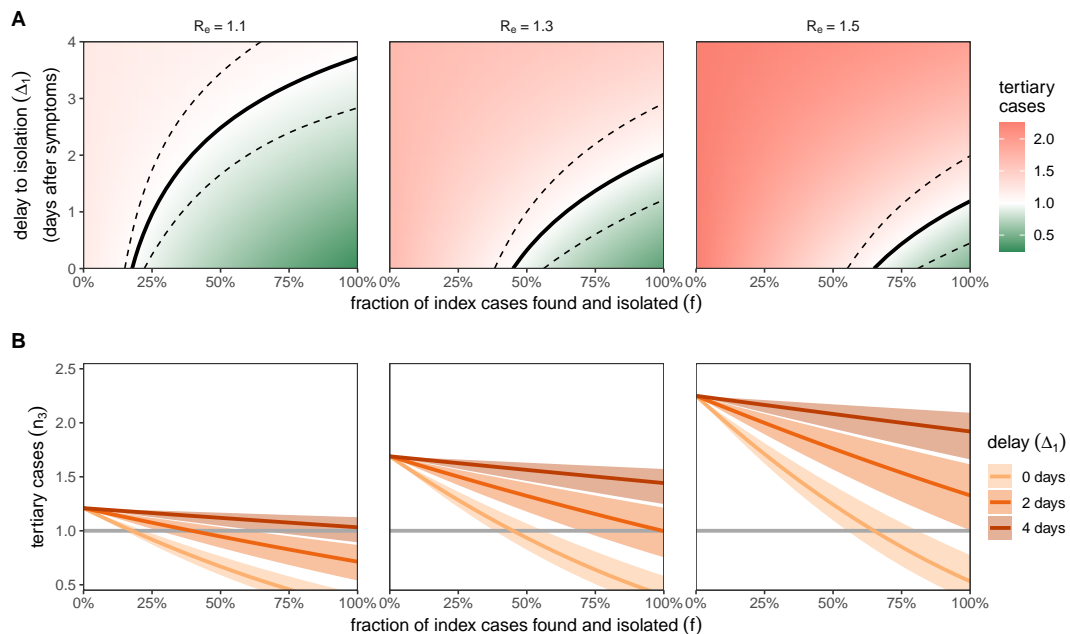 A
R_e = 1.1
R_e = 1.3
R_e = 1.5
delay to isolation (Δ₁)
(days after symptoms)
4
3
2
1
0
0%
25%
50%
75%
100%
0%
25%
50%
75%
100%
0%
25%
50%
75%
100%
fraction of index cases found and isolated (f)
tertiary
cases
2.0
1.5
1.0
0.5
B
tertiary cases (n₃)
2.5
2.0
1.5
1.0
0.5
0%
25%
50%
75%
100%
0%
25%
50%
75%
100%
0%
25%
50%
75%
100%
fraction of index cases found and isolated (f)
delay (Δ₁)
0 days
2 days
4 days